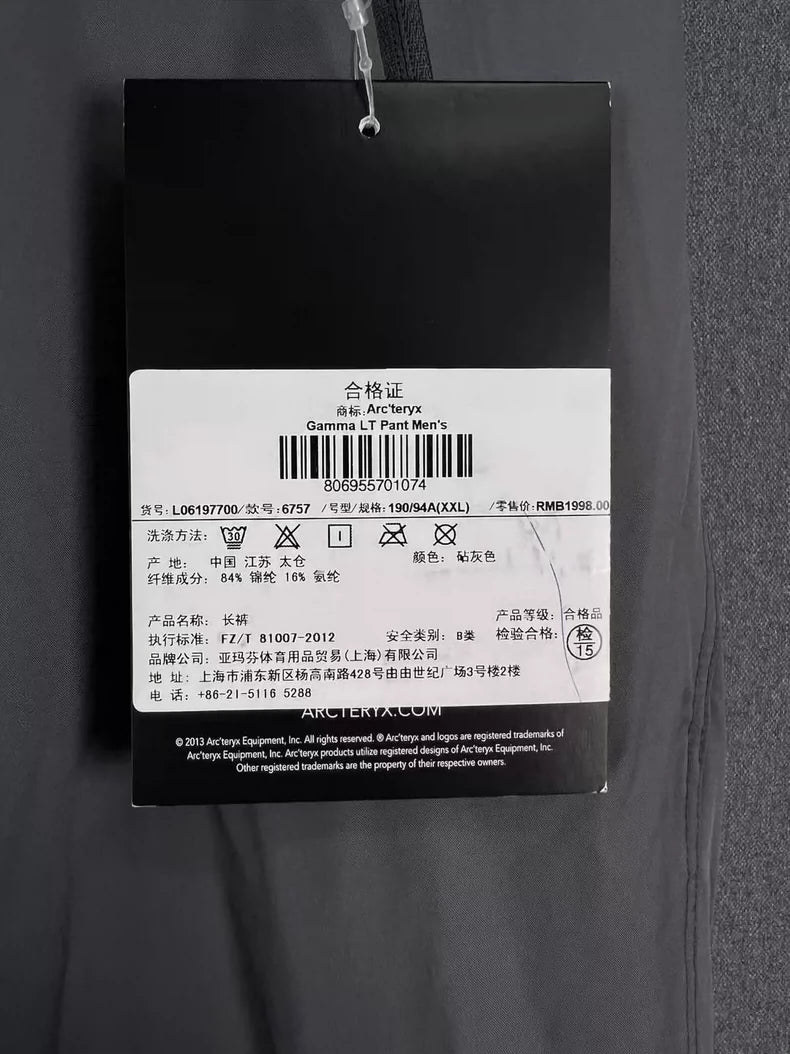 合格证
商标:Arc'teryx
Gamma LT Pant Men's
806955701074
货号:L06197700/款号:6757 /号型/规格:190/94A(XXL) /零售价:RMB1998.00
洗涤方法: 30
产 地: 中国 江苏 太仓 颜色: 砧灰色
纤维成分: 84% 锦纶 16% 氨纶
产品名称: 长裤 产品等级: 合格品
执行标准: FZ/T 81007-2012 安全类别: B类 检验合格: 检 15
品牌公司: 亚玛芬体育用品贸易(上海)有限公司
地 址: 上海市浦东新区杨高南路428号由由世纪广场3号楼2楼
电 话: +86-21-5116 5288
ARCTERYX.COM
© 2013 Arc'teryx Equipment, Inc. All rights reserved. ® Arc'teryx and logos are registered trademarks of
Arc'teryx Equipment, Inc. Arc'teryx products utilize registered designs of Arc'teryx Equipment, Inc.
Other registered trademarks are the property of their respective owners.